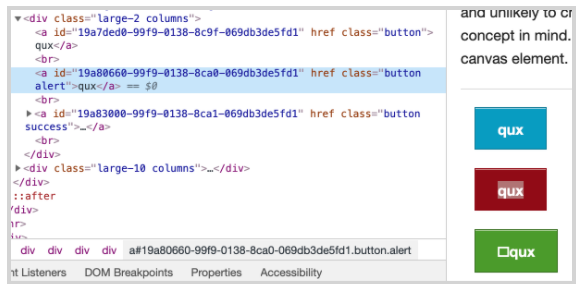 ▼<div class="large-2 columns">
<a id="19a7ded0-99f9-0138-8c9f-069db3de5fd1" href class="button">
qux</a>
<br>
<a id="19a80660-99f9-0138-8ca0-069db3de5fd1" href class="button
alert">qux</a> == $0
<br>
▶<a id="19a83000-99f9-0138-8ca1-069db3de5fd1" href class="button
success">…</a>
<br>
</div>
▶<div class="large-10 columns">…</div>
</div>
::after
/div>
hr>
div div div div a#19a80660-99f9-0138-8ca0-069db3de5fd1.button.alert
nt Listeners DOM Breakpoints Properties Accessibility
and unlikely to cr
concept in mind.
canvas element.
qux
qux
☐qux